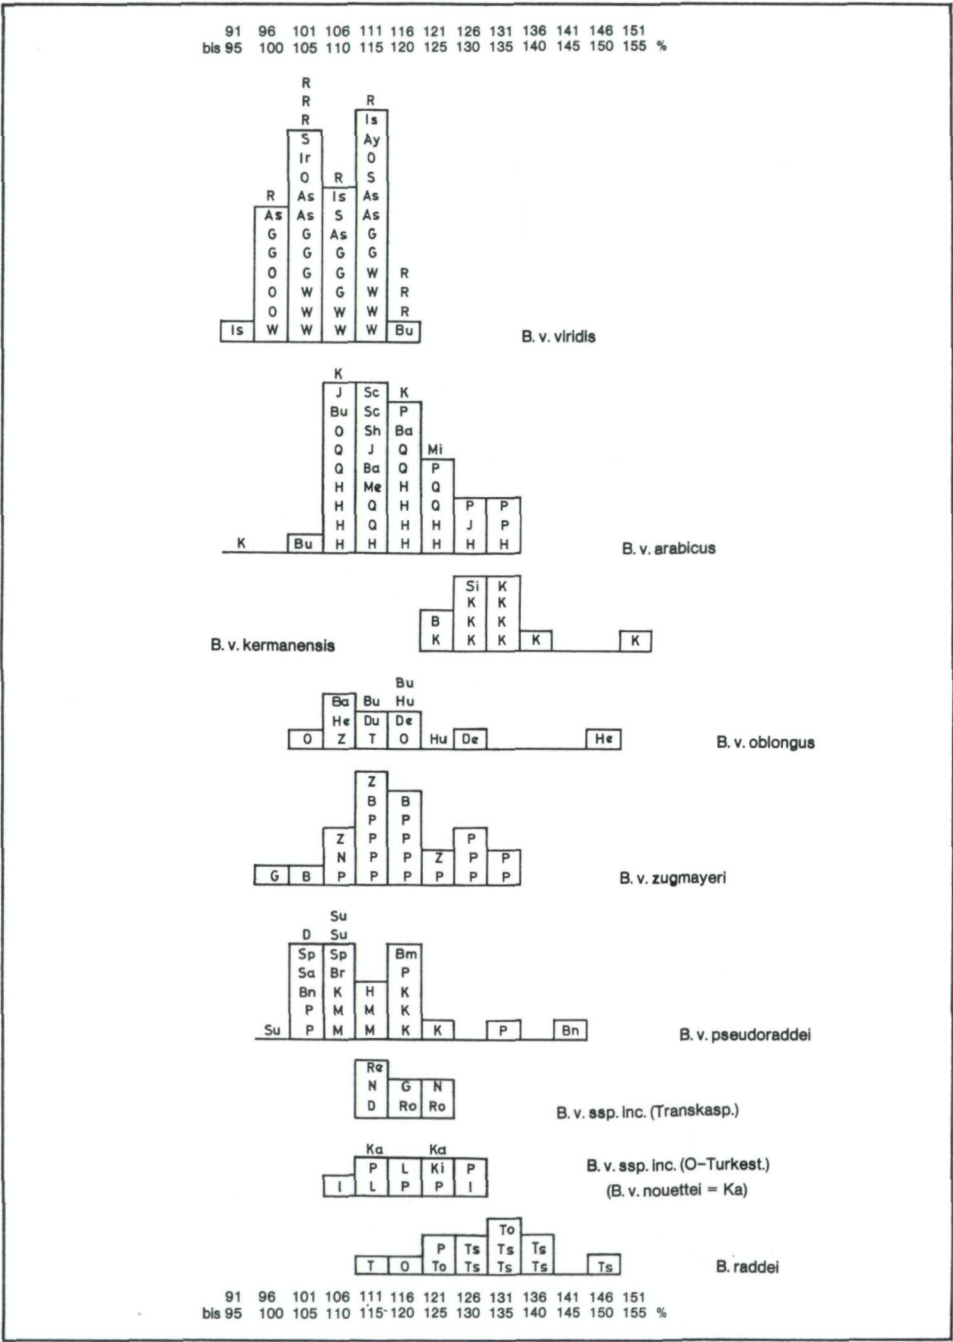 91 96 101 106 111 116 121 126 131 136 141 146 151
bis 95 100 105 110 115 120 125 130 135 140 145 150 155 %
R
R R
R Is
S Ay
Ir O
O R S
R As Is As
As As S As
G G As G
G G G G
O G G W R
O W G W R
O W W W R
Is W W W W Bu
B. v. viridis
K
J Sc K
Bu Sc P
O Sh Ba
Q J Q Mi
Q Ba Q P
H Me H Q
H Q H Q P P
H Q H H J P
K Bu H H H H H H
B. v. arabicus
Si K
K K
B K K
K K K K K
B. v. kermanensis
Bu
Ba Bu Hu
He Du De
O Z T O Hu De He
B. v. oblongus
Z
B B
P P
Z P P P
N P P Z P P
G B P P P P P P
B. v. zugmayeri
Su
D Su
Sp Sp Bm
Sa Br P
Bn K H K
P M M K
Su P M M K K P Bn
B. v. pseudoraddei
Re
N G N
D Ro Ro
B. v. ssp. inc. (Transkasp.)
Ka Ka
P L Ki P
I L P P I
B. v. ssp. inc. (O-Turkest.)
(B. v. nouettei = Ka)
To
P Ts Ts Ts
T O To Ts Ts Ts Ts
B. raddei
91 96 101 106 111 116 121 126 131 136 141 146 151
bis 95 100 105 110 115 120 125 130 135 140 145 150 155 %